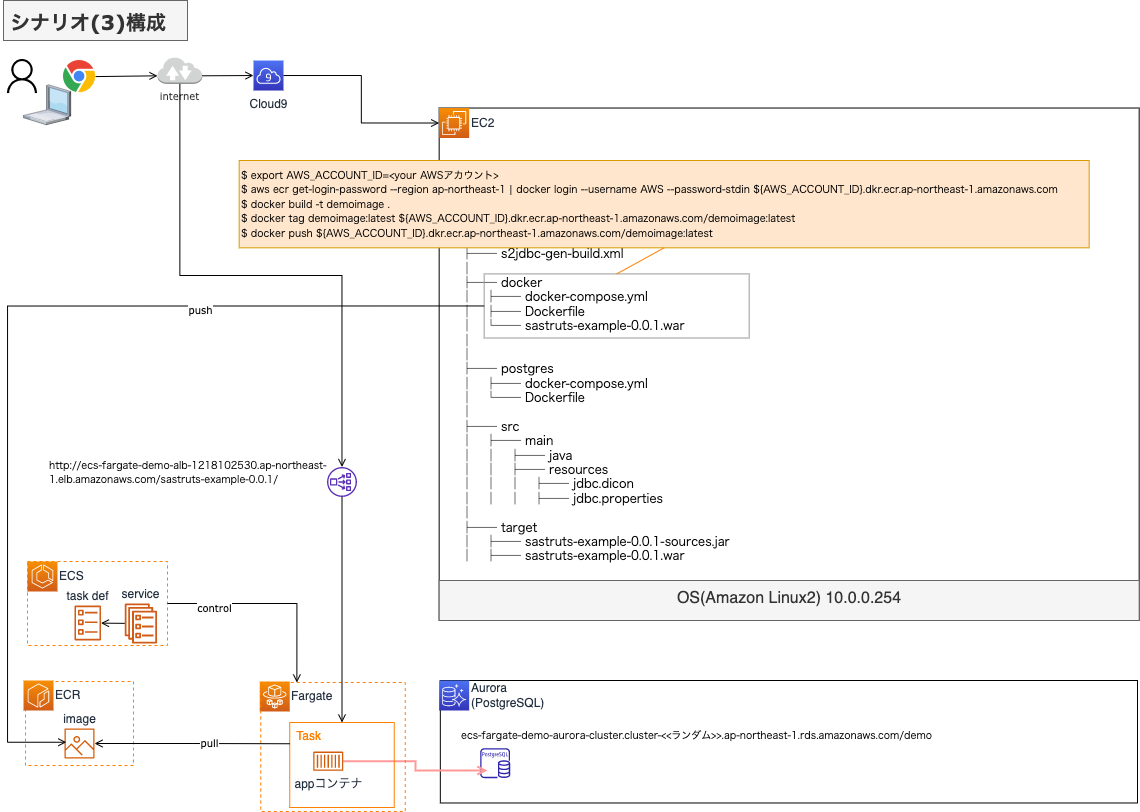 シナリオ(3)構成
internet
Cloud9
EC2
$ export AWS_ACCOUNT_ID=<your AWSアカウント>
$ aws ecr get-login-password --region ap-northeast-1 | docker login --username AWS --password-stdin ${AWS_ACCOUNT_ID}.dkr.ecr.ap-northeast-1.amazonaws.com
$ docker build -t demoimage .
$ docker tag demoimage:latest ${AWS_ACCOUNT_ID}.dkr.ecr.ap-northeast-1.amazonaws.com/demoimage:latest
$ docker push ${AWS_ACCOUNT_ID}.dkr.ecr.ap-northeast-1.amazonaws.com/demoimage:latest
s2jdbc-gen-build.xml
docker
docker-compose.yml
Dockerfile
sastruts-example-0.0.1.war
push
postgres
docker-compose.yml
Dockerfile
src
main
java
resources
jdbc.dicon
jdbc.properties
target
sastruts-example-0.0.1-sources.jar
sastruts-example-0.0.1.war
OS(Amazon Linux2) 10.0.0.254
http://ecs-fargate-demo-alb-1218102530.ap-northeast-
1.elb.amazonaws.com/sastruts-example-0.0.1/
ECS
task def
service
control
ECR
image
pull
Fargate
Task
appコンテナ
Aurora
(PostgreSQL)
ecs-fargate-demo-aurora-cluster.cluster-<<ランダム>>.ap-northeast-1.rds.amazonaws.com/demo
PostgreSQL